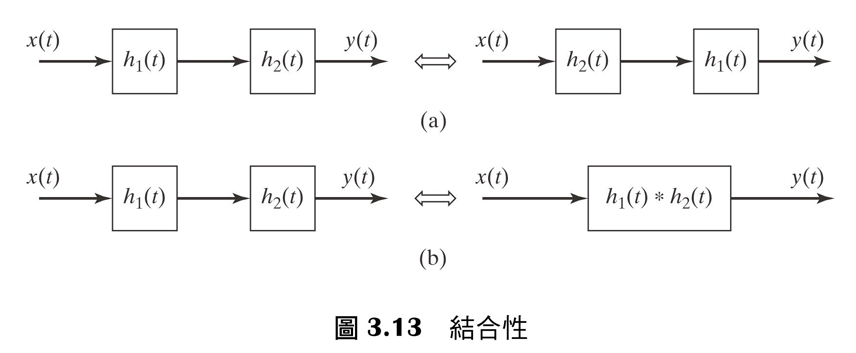 x(t) h₁(t) h₂(t) y(t) x(t) h₂(t) h₁(t) y(t)
(a)
x(t) h₁(t) h₂(t) y(t) x(t) h₁(t) * h₂(t) y(t)
(b)
圖 3.13 結合性